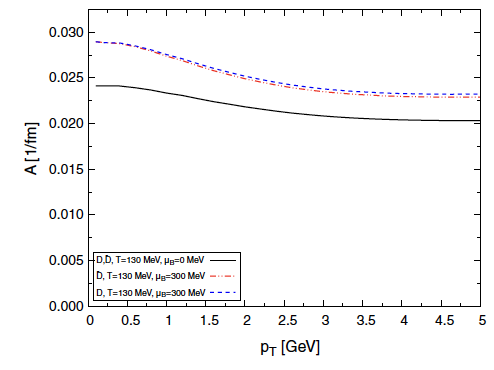 0.030
0.025
0.020
0.015
0.010
0.005
0.000
A [1/fm]
D,D̄, T=130 MeV, μB=0 MeV
D̄, T=130 MeV, μB=300 MeV
D, T=130 MeV, μB=300 MeV
0 0.5 1 1.5 2 2.5 3 3.5 4 4.5 5
pT [GeV]